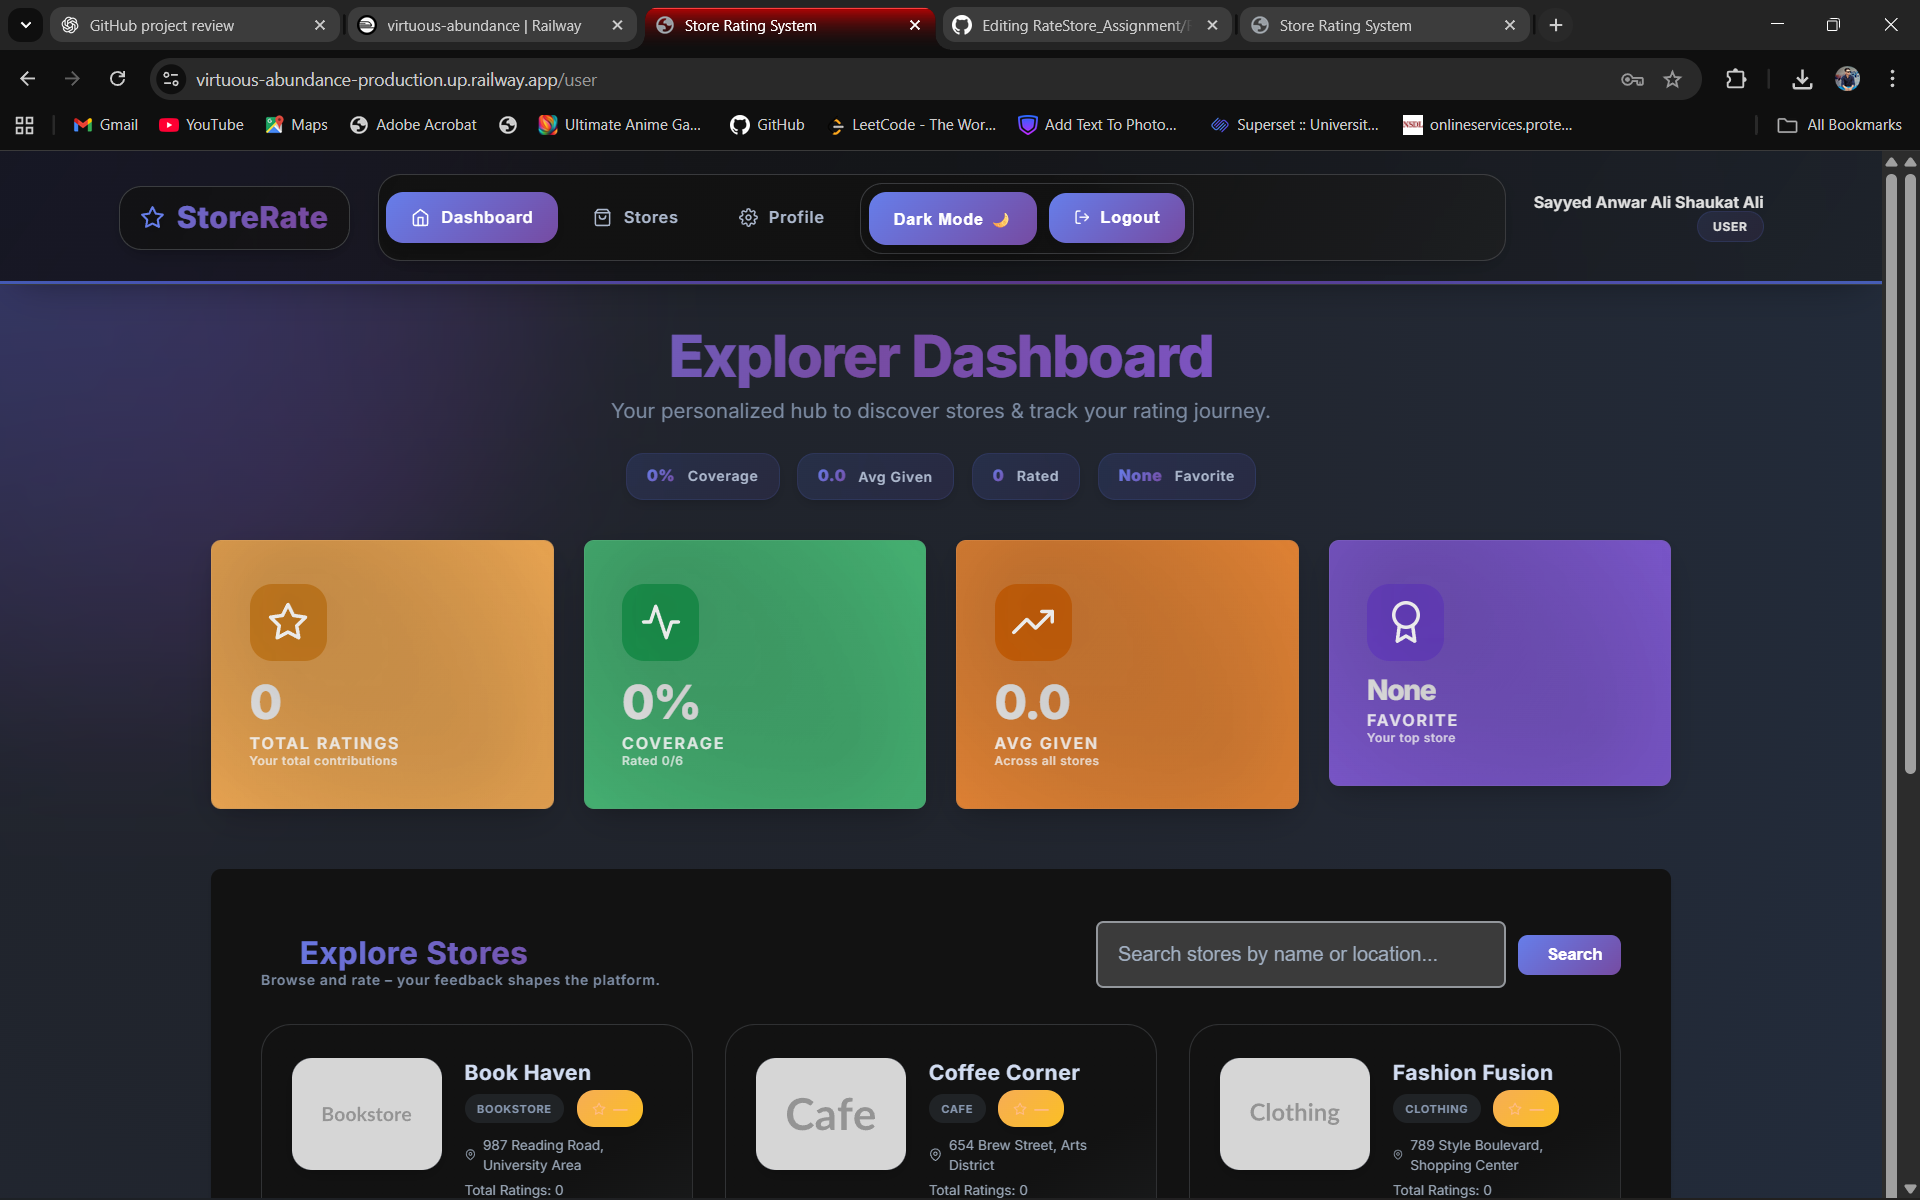 GitHub project review
virtuous-abundance | Railway
Store Rating System
Editing RateStore_Assignment/
Store Rating System
virtuous-abundance-production.up.railway.app/user
Gmail
YouTube
Maps
Adobe Acrobat
Ultimate Anime Ga...
GitHub
LeetCode - The Wor...
Add Text To Photo...
Superset :: Universit...
NSDL
onlineservices.prote...
All Bookmarks
StoreRate
Dashboard
Stores
Profile
Dark Mode 🌙
Logout
Sayyed Anwar Ali Shaukat Ali
USER
Explorer Dashboard
Your personalized hub to discover stores & track your rating journey.
0% Coverage
0.0 Avg Given
0 Rated
None Favorite
0
TOTAL RATINGS
Your total contributions
0%
COVERAGE
Rated 0/6
0.0
AVG GIVEN
Across all stores
None
FAVORITE
Your top store
Explore Stores
Browse and rate – your feedback shapes the platform.
Search stores by name or location...
Search
Bookstore
Book Haven
BOOKSTORE
—
987 Reading Road,
University Area
Total Ratings: 0
Cafe
Coffee Corner
CAFE
—
654 Brew Street, Arts
District
Total Ratings: 0
Clothing
Fashion Fusion
CLOTHING
—
789 Style Boulevard,
Shopping Center
Total Ratings: 0